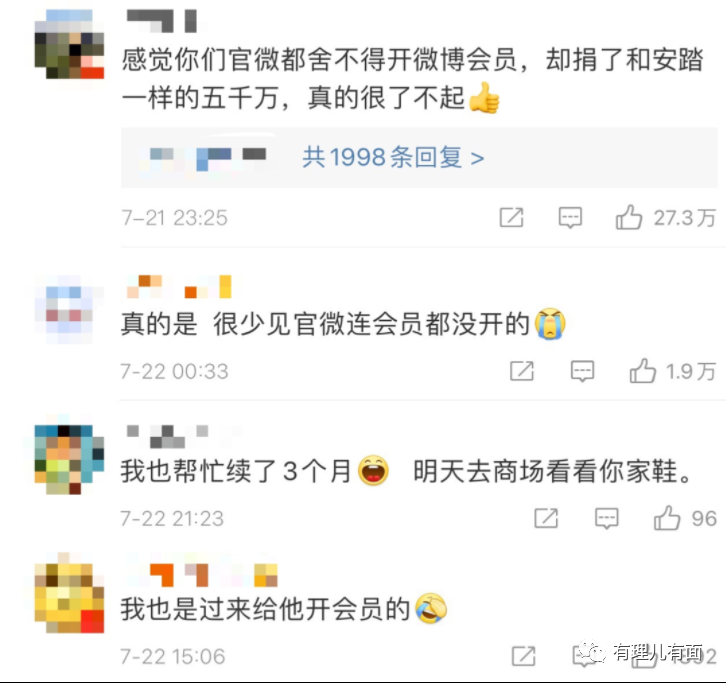 感觉你们官微都舍不得开微博会员，却捐了和安踏
一样的五千万，真的很了不起👍
共1998条回复 >
7-21 23:25
27.3万
真的是 很少见官微连会员都没开的😭
7-22 00:33
1.9万
我也帮忙续了3个月😄 明天去商场看看你家鞋。
7-22 21:23
96
我也是过来给他开会员的🤣
7-22 15:06
有理儿有面